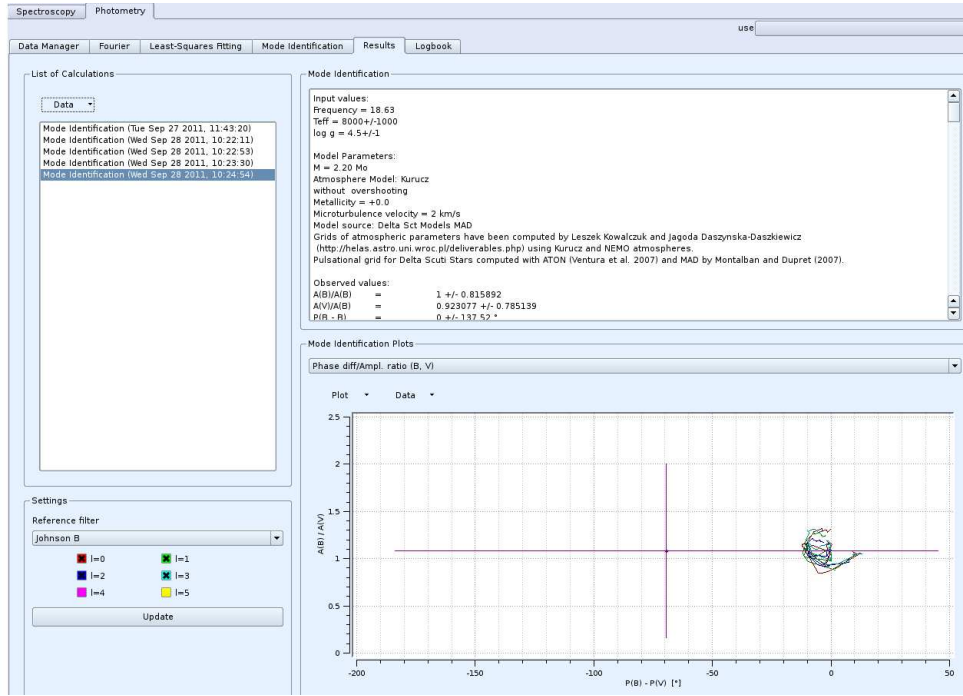 Spectroscopy Photometry
use
Data Manager Fourier Least-Squares Fitting Mode Identification Results Logbook
List of Calculations
Data
Mode Identification (Tue Sep 27 2011, 11:43:20)
Mode Identification (Wed Sep 28 2011, 10:22:11)
Mode Identification (Wed Sep 28 2011, 10:22:53)
Mode Identification (Wed Sep 28 2011, 10:23:30)
Mode Identification (Wed Sep 28 2011, 10:24:54)
Settings
Reference filter
Johnson B
l=0 l=1
l=2 l=3
l=4 l=5
Update
Mode Identification
Input values:
Frequency = 18.63
Teff = 8000+/-1000
log g = 4.5+/-1
Model Parameters:
M = 2.20 Mo
Atmosphere Model: Kurucz
without overshooting
Metallicity = +0.0
Microturbulence velocity = 2 km/s
Model source: Delta Sct Models MAD
Grids of atmospheric parameters have been computed by Leszek Kowalczuk and Jagoda Daszynska-Daszkiewicz
(http://helas.astro.uni.wroc.pl/deliverables.php) using Kurucz and NEMO atmospheres.
Pulsational grid for Delta Scuti Stars computed with ATON (Ventura et al. 2007) and MAD by Montalban and Dupret (2007).
Observed values:
A(B)/A(B) = 1 +/- 0.815892
A(V)/A(B) = 0.923077 +/- 0.785139
P(B - B) = 0 +/- 137.52 °
Mode Identification Plots
Phase diff/Ampl. ratio (B, V)
Plot Data
2.5
2
1.5
1
0.5
0
A(B) / A(V)
-200 -150 -100 -50 0 50
P(B) - P(V) [°]